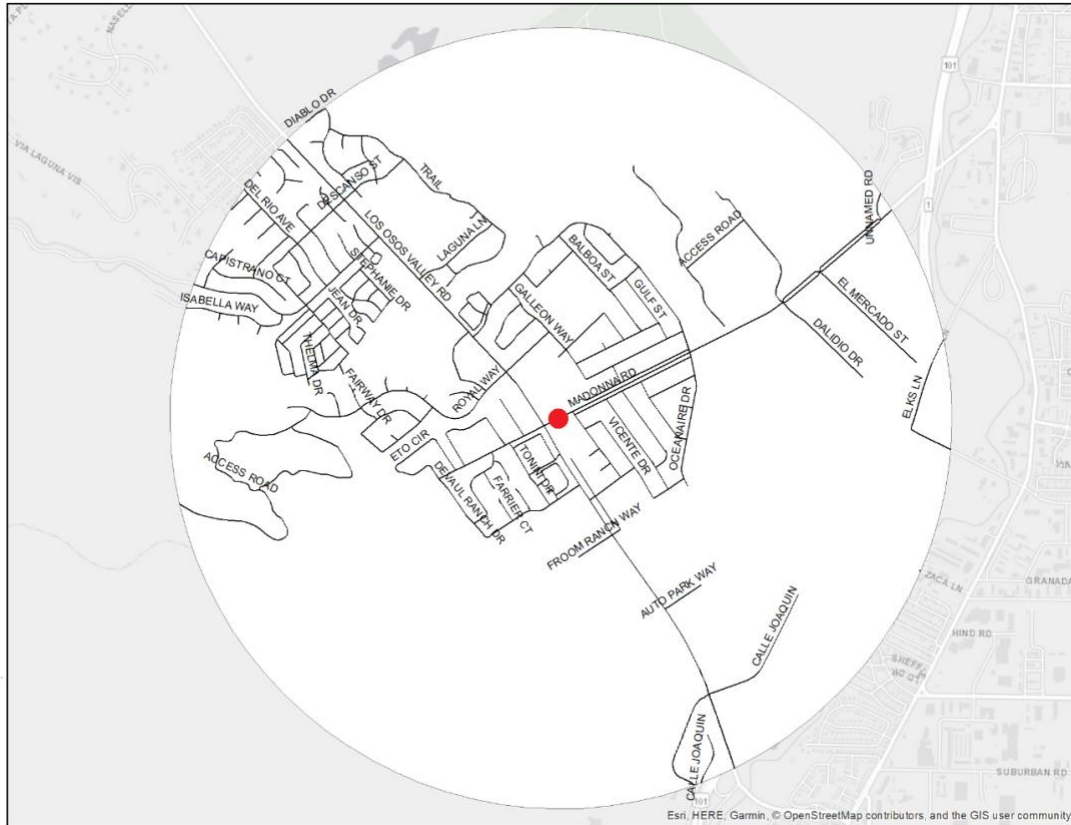 NASEL
101
DIABLO DR
VIA LAGUNA VIS
TRAIL
DESCANSO ST
DEL RIO AVE
LOS OSOS VALLEY RD
LAGUNA LN
1
UNNAMED RD
ACCESS ROAD
BALBOA ST
STEPHANIE DR
CAPISTRANO CT
GULF ST
EL MERCADO ST
ISABELLA WAY
JEAN DR
GALLEON WAY
DALIDIO DR
THELMA DR
FAIRWAY DR
ROYAL WAY
MADONNA RD
ELKS LN
OCEANAIRE DR
VICENTE DR
ETO CIR
TONINI DR
ACCESS ROAD
DEVAUL RANCH DR
FARRIER CT
FROOM RANCH WAY
AUTO PARK WAY
ZACA LN
GRANADA
CALLE JOAQUIN
HIND RD
SHEFF
CALLE JOAQUIN
SUBURBAN RD
101
Esri, HERE, Garmin, © OpenStreetMap contributors, and the GIS user community